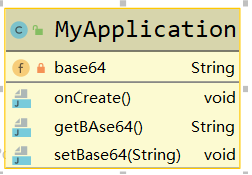 MyApplication
base64 String
onCreate() void
getBAse64() String
setBase64(String) void